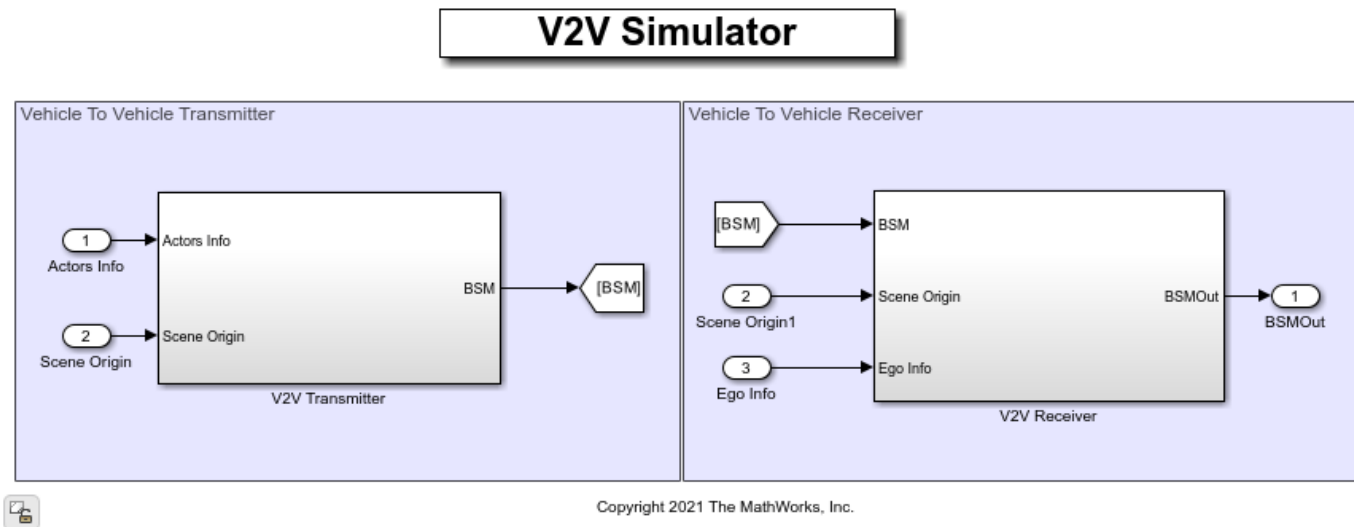 V2V Simulator
Vehicle To Vehicle Transmitter
1
Actors Info
Actors Info
2
Scene Origin
Scene Origin
BSM
[BSM]
V2V Transmitter
Vehicle To Vehicle Receiver
[BSM]
BSM
2
Scene Origin1
Scene Origin
3
Ego Info
Ego Info
BSMOut
1
BSMOut
V2V Receiver
Copyright 2021 The MathWorks, Inc.